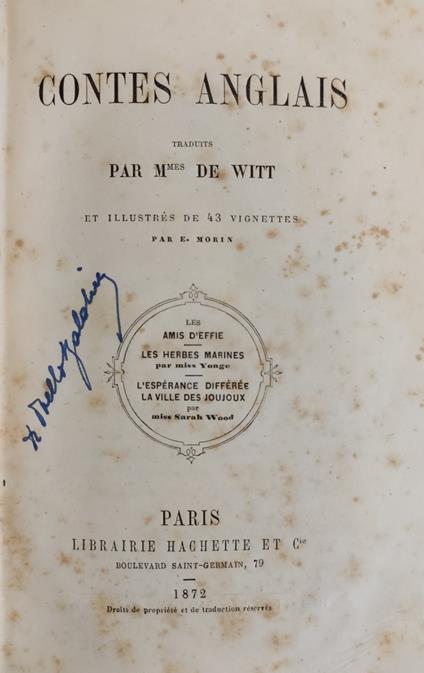 CONTES ANGLAIS
TRADUITS
PAR MMES DE WITT
ET ILLUSTRÉS DE 43 VIGNETTES
PAR E. MORIN
LES
AMIS D'EFFIE
LES HERBES MARINES
par miss Yonge
L'ESPÉRANCE DIFFÉRÉE
LA VILLE DES JOUJOUX
par
miss Sarah Wood
PARIS
LIBRAIRIE HACHETTE ET Cie
BOULEVARD SAINT-GERMAIN, 79
1872
Droits de propriété et de traduction réservés